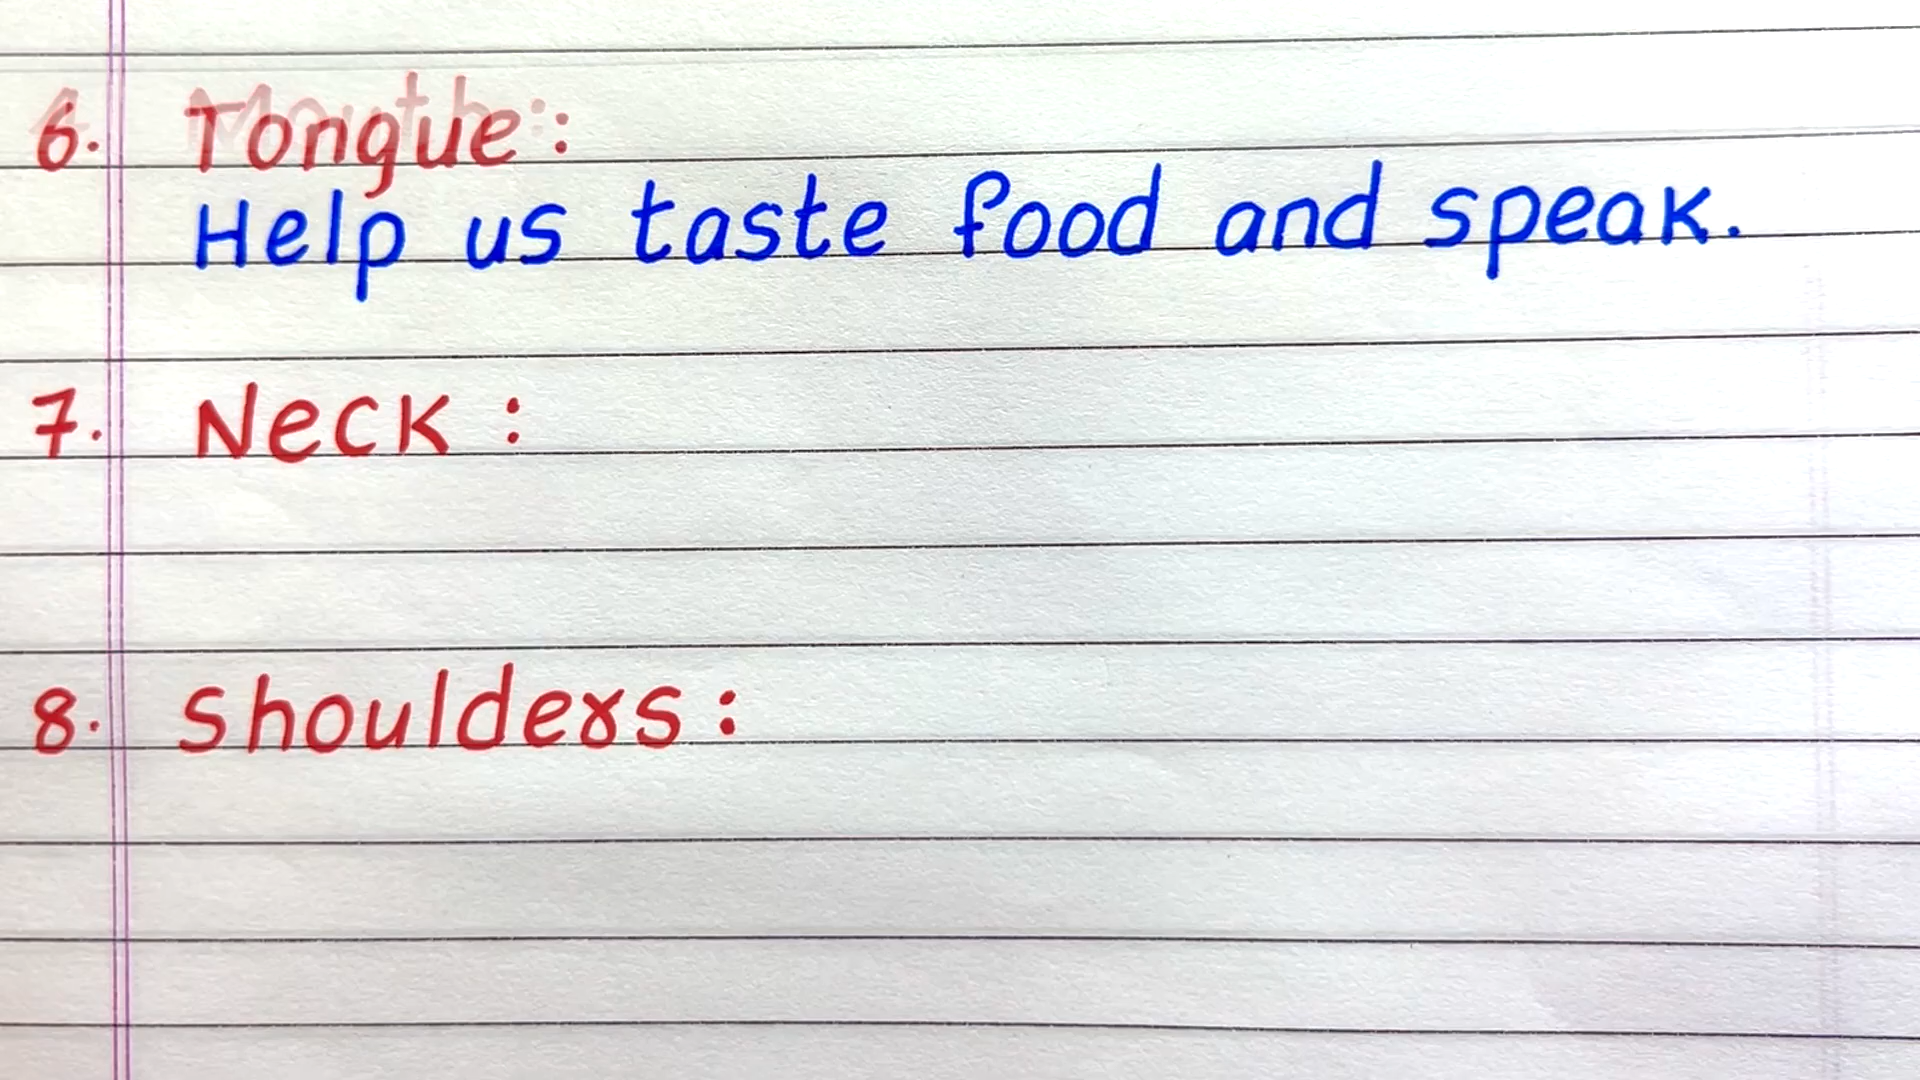 6. Tongue :
Help us taste food and speak.
7. Neck :
8. Shoulders :